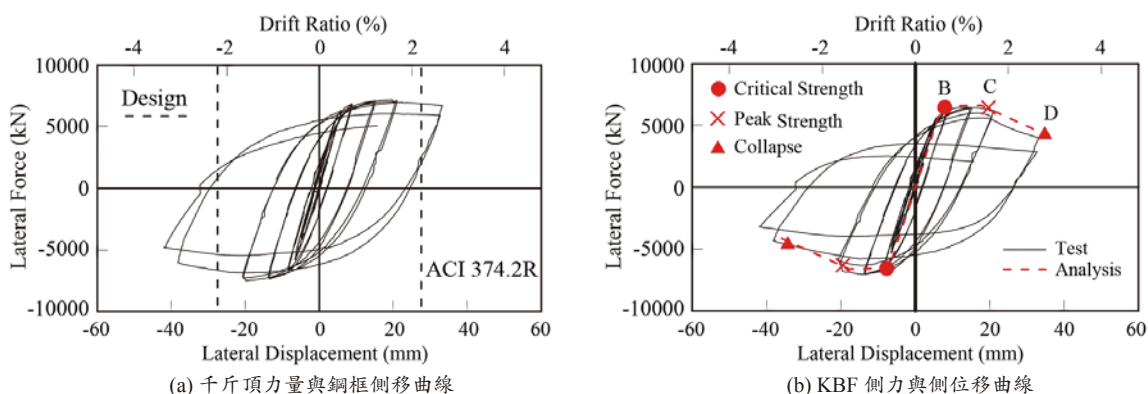 Drift Ratio (%)
-4 -2 0 2 4
10000
5000
0
-5000
-10000
Lateral Force (kN)
Design
ACI 374.2R
-60 -40 -20 0 20 40 60
Lateral Displacement (mm)
(a) 千斤頂力量與鋼框側移曲線
Drift Ratio (%)
-4 -2 0 2 4
10000
5000
0
-5000
-10000
Lateral Force (kN)
Critical Strength
Peak Strength
Collapse
B
C
D
Test
Analysis
-60 -40 -20 0 20 40 60
Lateral Displacement (mm)
(b) KBF 側力與側位移曲線